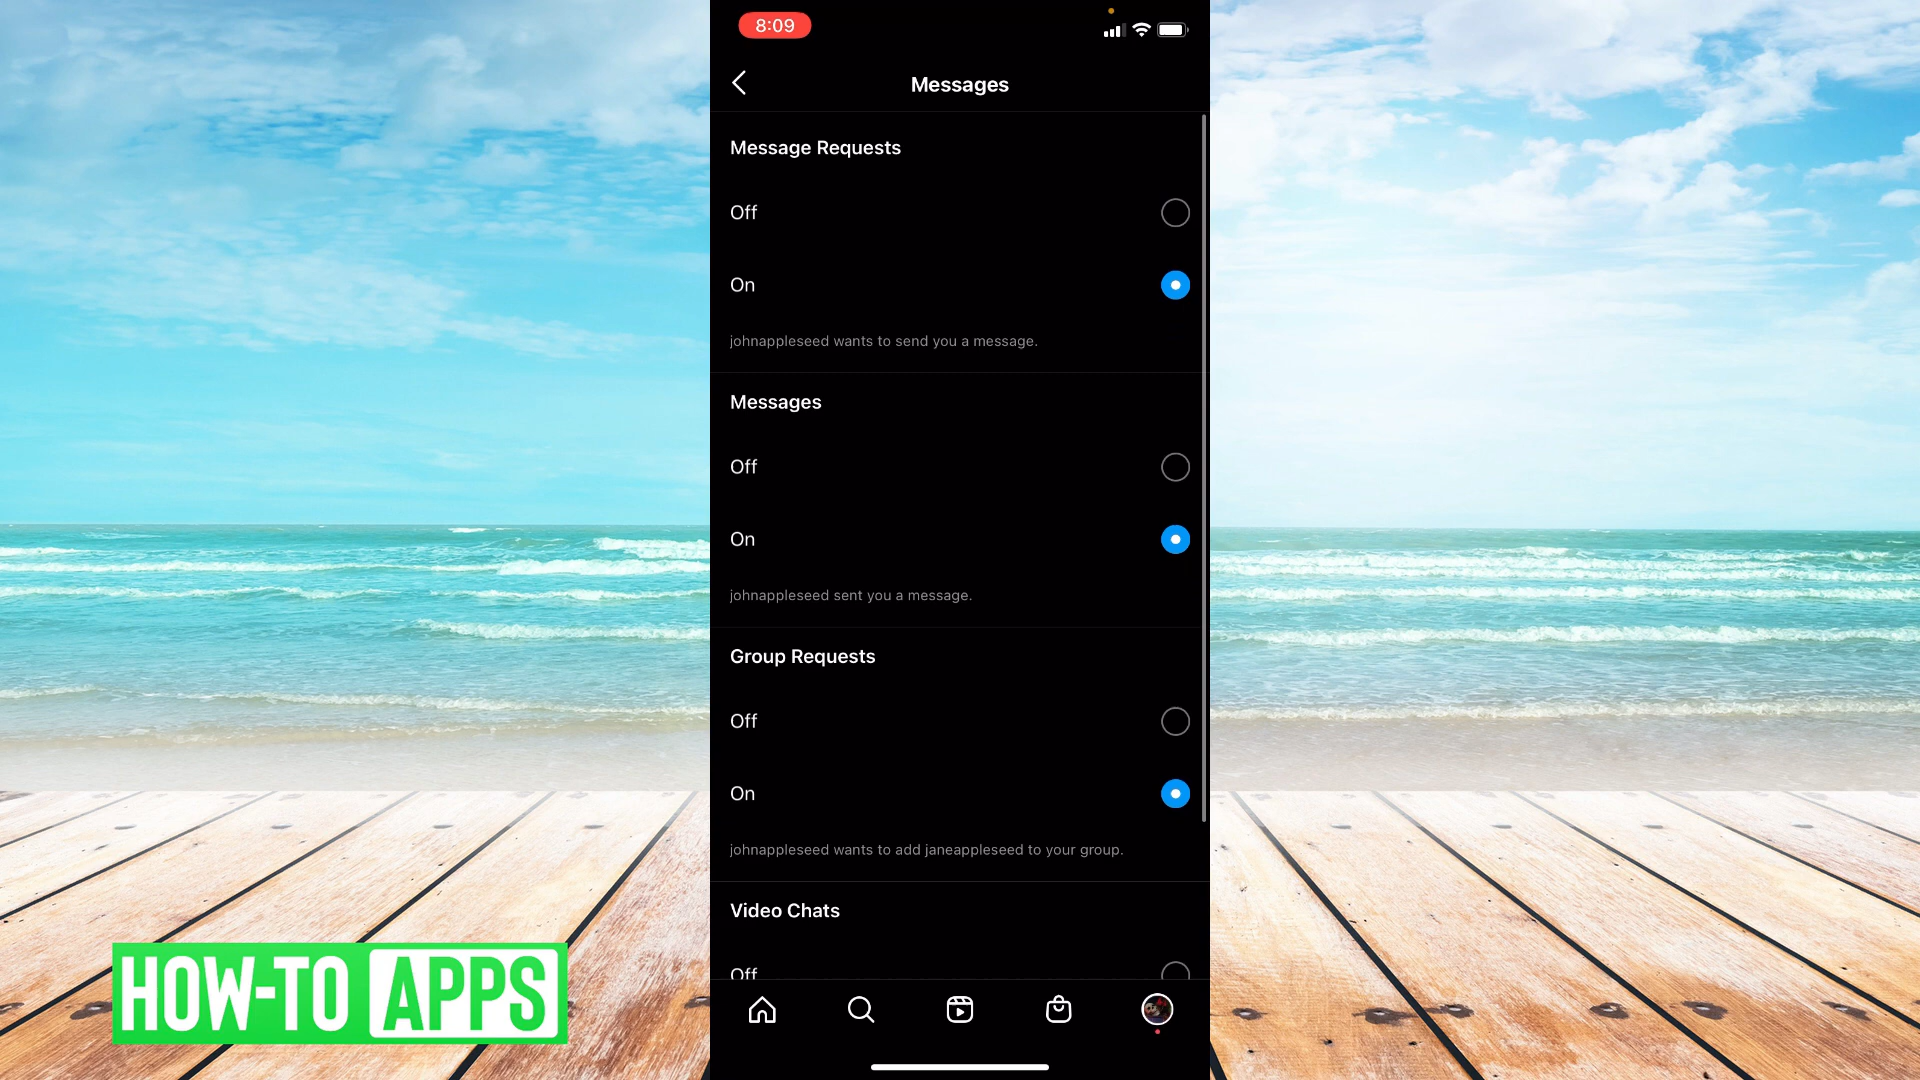 8:09
Messages
Message Requests
Off
On
johnappleseed wants to send you a message.
Messages
Off
On
johnappleseed sent you a message.
Group Requests
Off
On
johnappleseed wants to add janeappleseed to your group.
Video Chats
Off
HOW-TO APPS